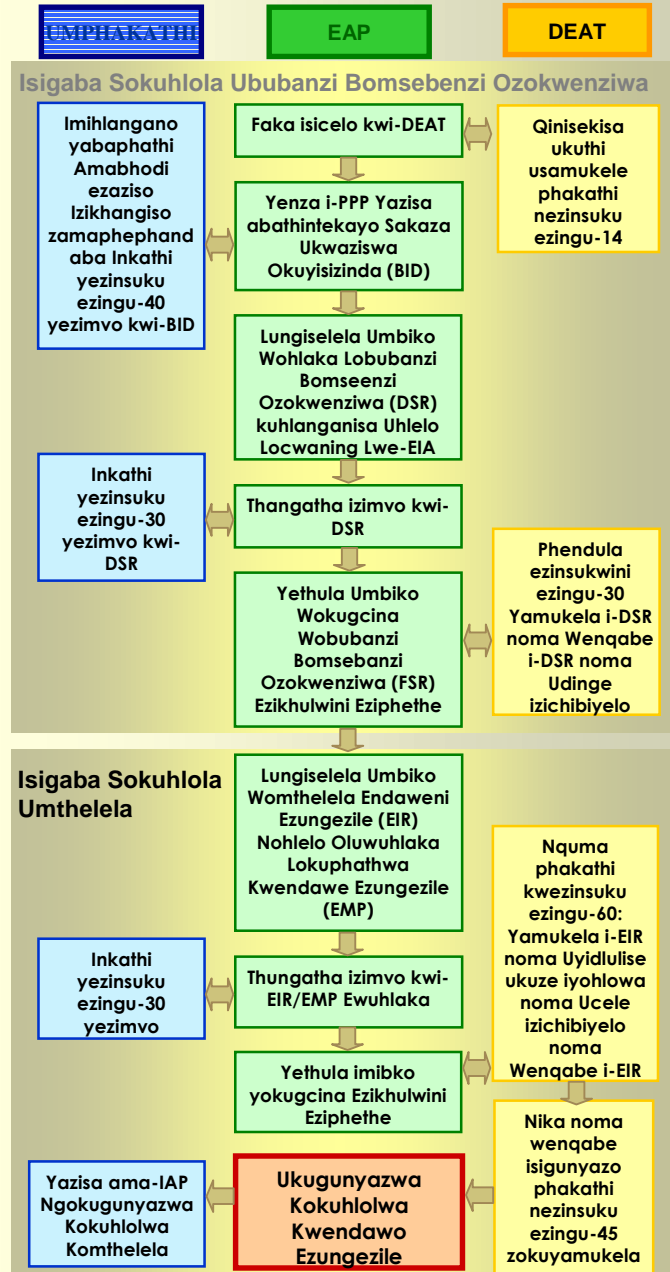 UMPHAKATHI
EAP
DEAT
Isigaba Sokuhlola Ububanzi Bomsebenzi Ozokwenziwa
Imihlangano
yabaphathi
Amabhodi
ezaziso
Izikhangiso
zamaphephand
aba Inkathi
yezinsuku
ezingu-40
yezimvo kwi-BID
Faka isicelo kwi-DEAT
Qinisekisa
ukuthi
usamukele
phakathi
nezinsuku
ezingu-14
Yenza i-PPP Yazisa
abathintekayo Sakaza
Ukwaziswa
Okuyisizinda (BID)
Lungiselela Umbiko
Wohlaka Lobubanzi
Bomseenzi
Ozokwenziwa (DSR)
kuhlanganisa Uhlelo
Locwaning Lwe-EIA
Inkathi
yezinsuku
ezingu-30
yezimvo kwi-
DSR
Thangatha izimvo kwi-
DSR
Yethula Umbiko
Wokugcina
Wobubanzi
Bomsebanzi
Ozokwenziwa (FSR)
Ezikhulwini Eziphethe
Phendula
ezinsukwini
ezingu-30
Yamukela i-DSR
noma Wenqabe
i-DSR noma
Udinge
izichibiyelo
Isigaba Sokuhlola
Umthelela
Lungiselela Umbiko
Womthelela Endaweni
Ezungezile (EIR)
Nohlelo Oluwuhlaka
Lokuphathwa
Kwendawe Ezungezile
(EMP)
Nquma
phakathi
kwezinsuku
ezingu-60:
Yamukela i-EIR
noma Uyidlulise
ukuze iyohlowa
noma Ucele
izichibiyelo
noma
Wenqabe i-EIR
Inkathi
yezinsuku
ezingu-30
yezimvo
Thungatha izimvo kwi-
EIR/EMP Ewuhlaka
Yethula imibko
yokugcina Ezikhulwini
Eziphethe
Nika noma
wenqabe
isigunyazo
phakathi
nezinsuku
ezingu-45
zokuyamukela
Ukugunyazwa
Kokuhlolwa
Kwendawo
Ezungezile
Yazisa ama-IAP
Ngokugunyazwa
Kokuhlolwa
Komthelela